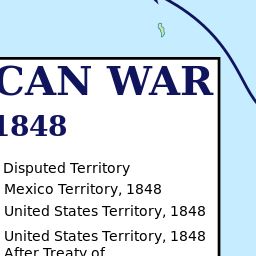 CAN WAR
1848
Disputed Territory
Mexico Territory, 1848
United States Territory, 1848
United States Territory, 1848
After Treaty of